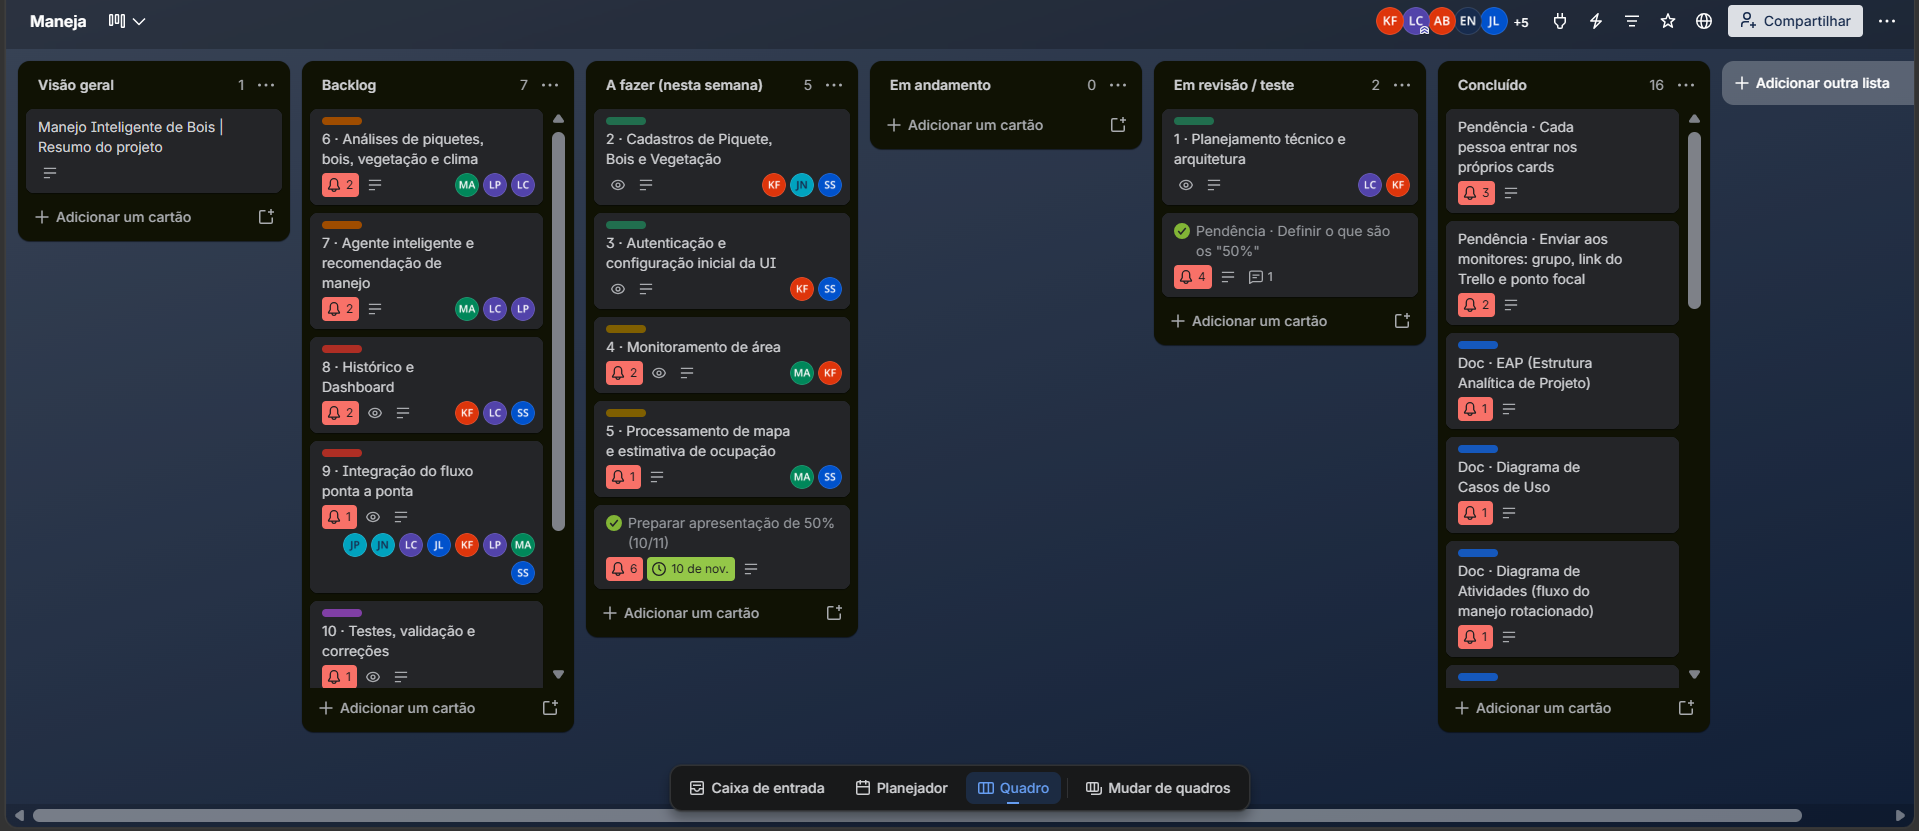 Maneja
KF LC AB EN JL +5
Compartilhar
Visão geral 1
Manejo Inteligente de Bois |
Resumo do projeto
Adicionar um cartão
Backlog 7
6 · Análises de piquetes,
bois, vegetação e clima
2 MA LP LC
7 · Agente inteligente e
recomendação de
manejo
2 MA LC LP
8 · Histórico e
Dashboard
2 KF LC SS
9 · Integração do fluxo
ponta a ponta
1
JP JN LC JL KF LP MA
SS
10 · Testes, validação e
correções
1
Adicionar um cartão
A fazer (nesta semana) 5
2 · Cadastros de Piquete,
Bois e Vegetação
KF JN SS
3 · Autenticação e
configuração inicial da UI
KF SS
4 · Monitoramento de área
2 MA KF
5 · Processamento de mapa
e estimativa de ocupação
1 MA SS
Preparar apresentação de 50%
(10/11)
6 10 de nov.
Adicionar um cartão
Em andamento 0
Adicionar um cartão
Em revisão / teste 2
1 · Planejamento técnico e
arquitetura
LC KF
Pendência · Definir o que são
os "50%"
4 1
Adicionar um cartão
Concluído 16
Pendência · Cada
pessoa entrar nos
próprios cards
3
Pendência · Enviar aos
monitores: grupo, link do
Trello e ponto focal
2
Doc · EAP (Estrutura
Analítica de Projeto)
1
Doc · Diagrama de
Casos de Uso
1
Doc · Diagrama de
Atividades (fluxo do
manejo rotacionado)
1
Adicionar um cartão
Adicionar outra lista
Caixa de entrada
Planejador
Quadro
Mudar de quadros